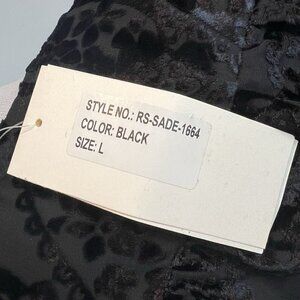 STYLE NO.: RS-SADE-1664
COLOR: BLACK
SIZE: L